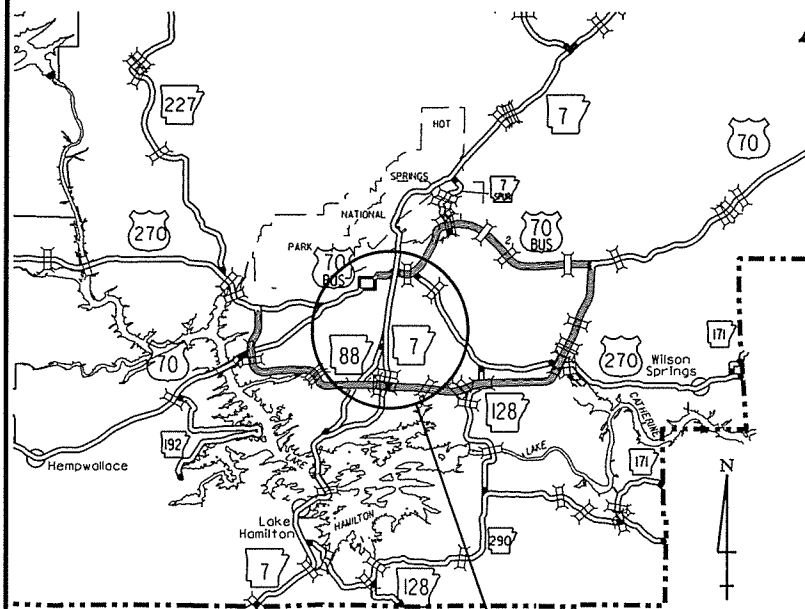 227
7
HOT
70
SPRINGS
7
SPUR
NATIONAL
270
PARK
70
BUS
2
70
BUS
171
88
7
270
Wilson
Springs
70
128
CATHERINE
192
LAKE
LAKE
171
Hempwallace
N
Lake
Hamilton
HAMILTON
290
7
128